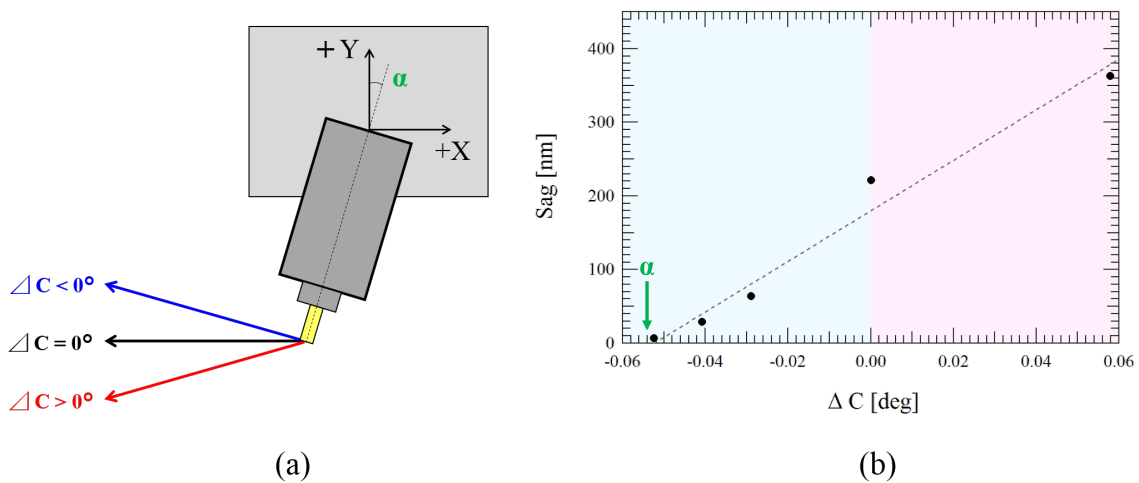 + Y
α
+X
⊿ C < 0°
⊿ C = 0°
⊿ C > 0°
(a)
Sag [nm]
400
300
200
100
0
α
-0.06
-0.04
-0.02
0.00
0.02
0.04
0.06
Δ C [deg]
(b)